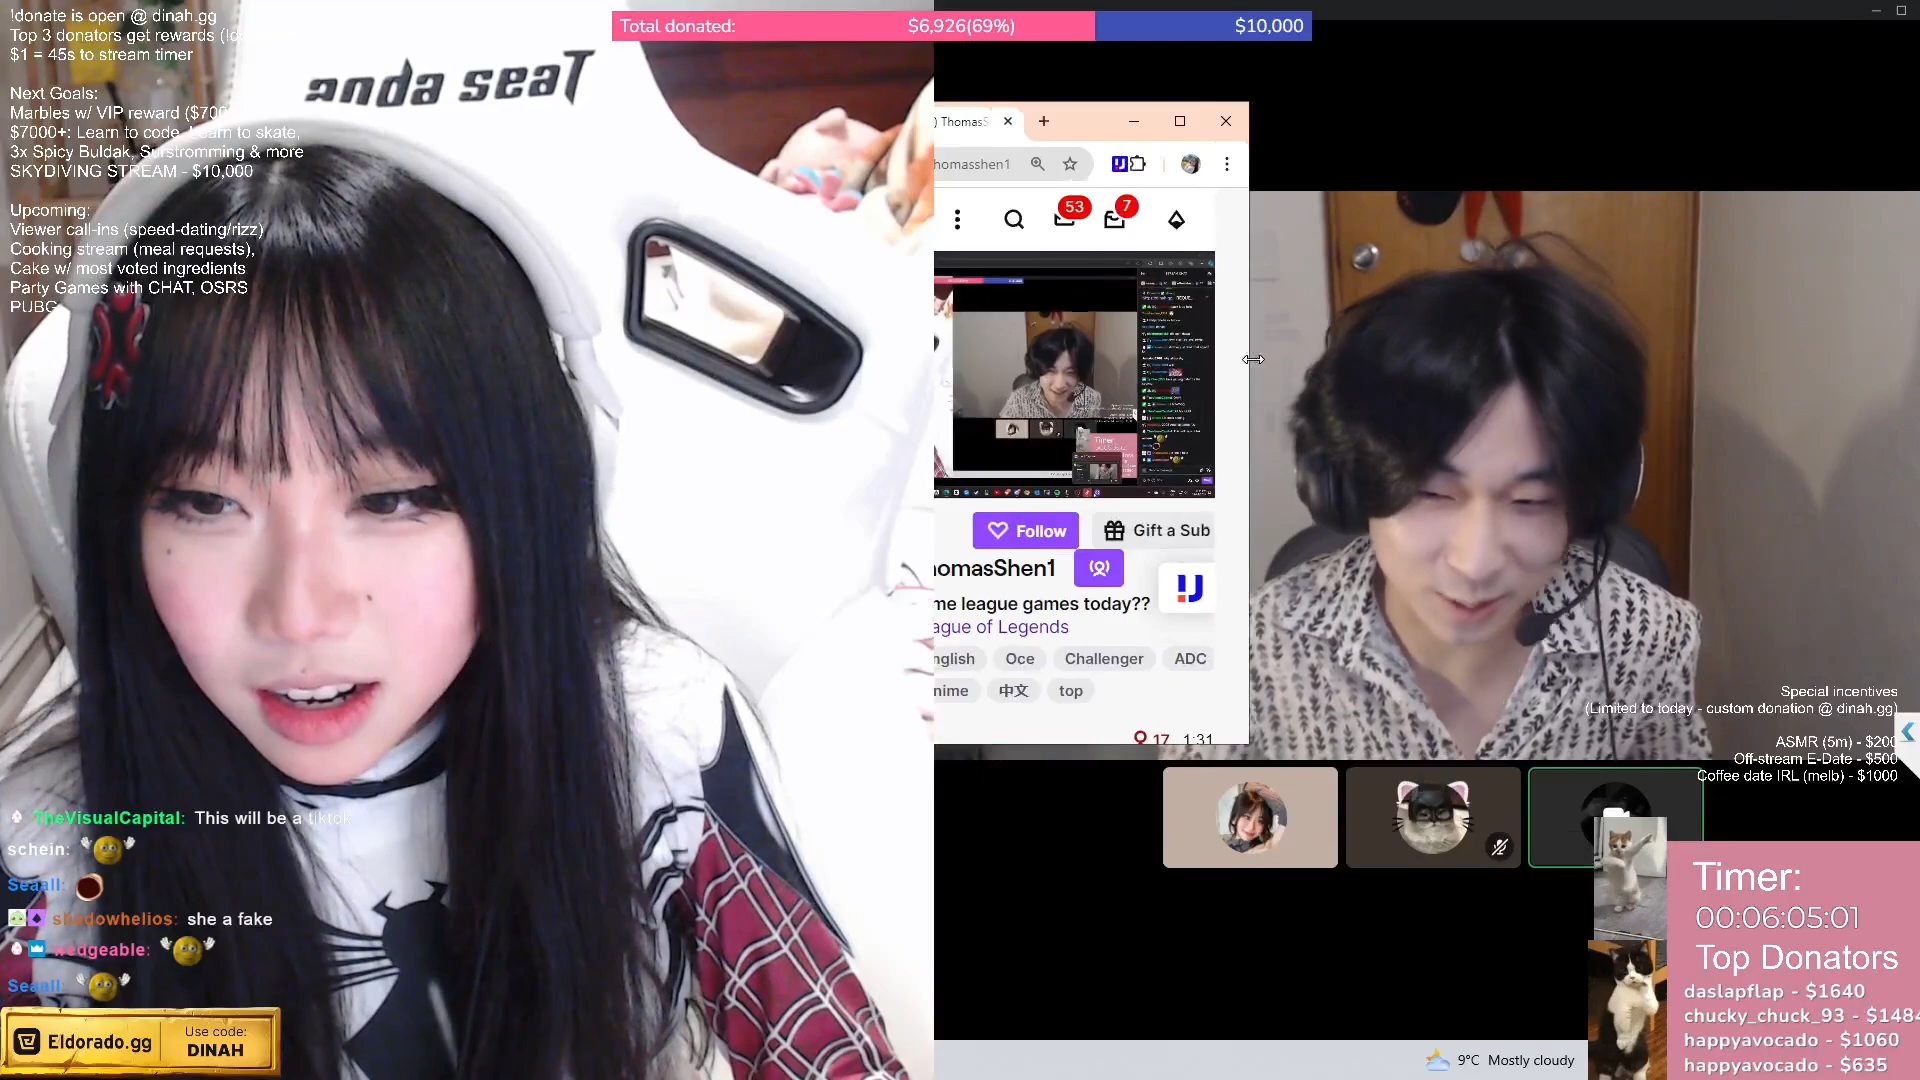 !donate is open @ dinah.gg
Top 3 donators get rewards
$1 = 45s to stream timer
Next Goals:
Marbles w/ VIP reward ($700
$7000+: Learn to code, Learn to skate,
3x Spicy Buldak, Surstromming & more
SKYDIVING STREAM - $10,000
Upcoming:
Viewer call-ins (speed-dating/rizz)
Cooking stream (meal requests),
Cake w/ most voted ingredients
Party Games with CHAT, OSRS
PUBG
anda seaT
Total donated: $6,926(69%) $10,000
ThomasS
homasshen1
53
7
Timer
Follow
Gift a Sub
homasShen1
me league games today??
ague of Legends
nglish Oce Challenger ADC
nime 中文 top
17 1:31
Special incentives
(Limited to today - custom donation @ dinah.gg)
ASMR (5m) - $200
Off-stream E-Date - $500
Coffee date IRL (melb) - $1000
TheVisualCapital: This will be a tiktok
schein:
Seaall:
shadowhelios: she a fake
wedgeable:
Seaall:
Eldorado.gg
Use code:
DINAH
Timer:
00:06:05:01
Top Donators
daslapflap - $1640
chucky_chuck_93 - $1484
happyavocado - $1060
happyavocado - $635
9°C Mostly cloudy